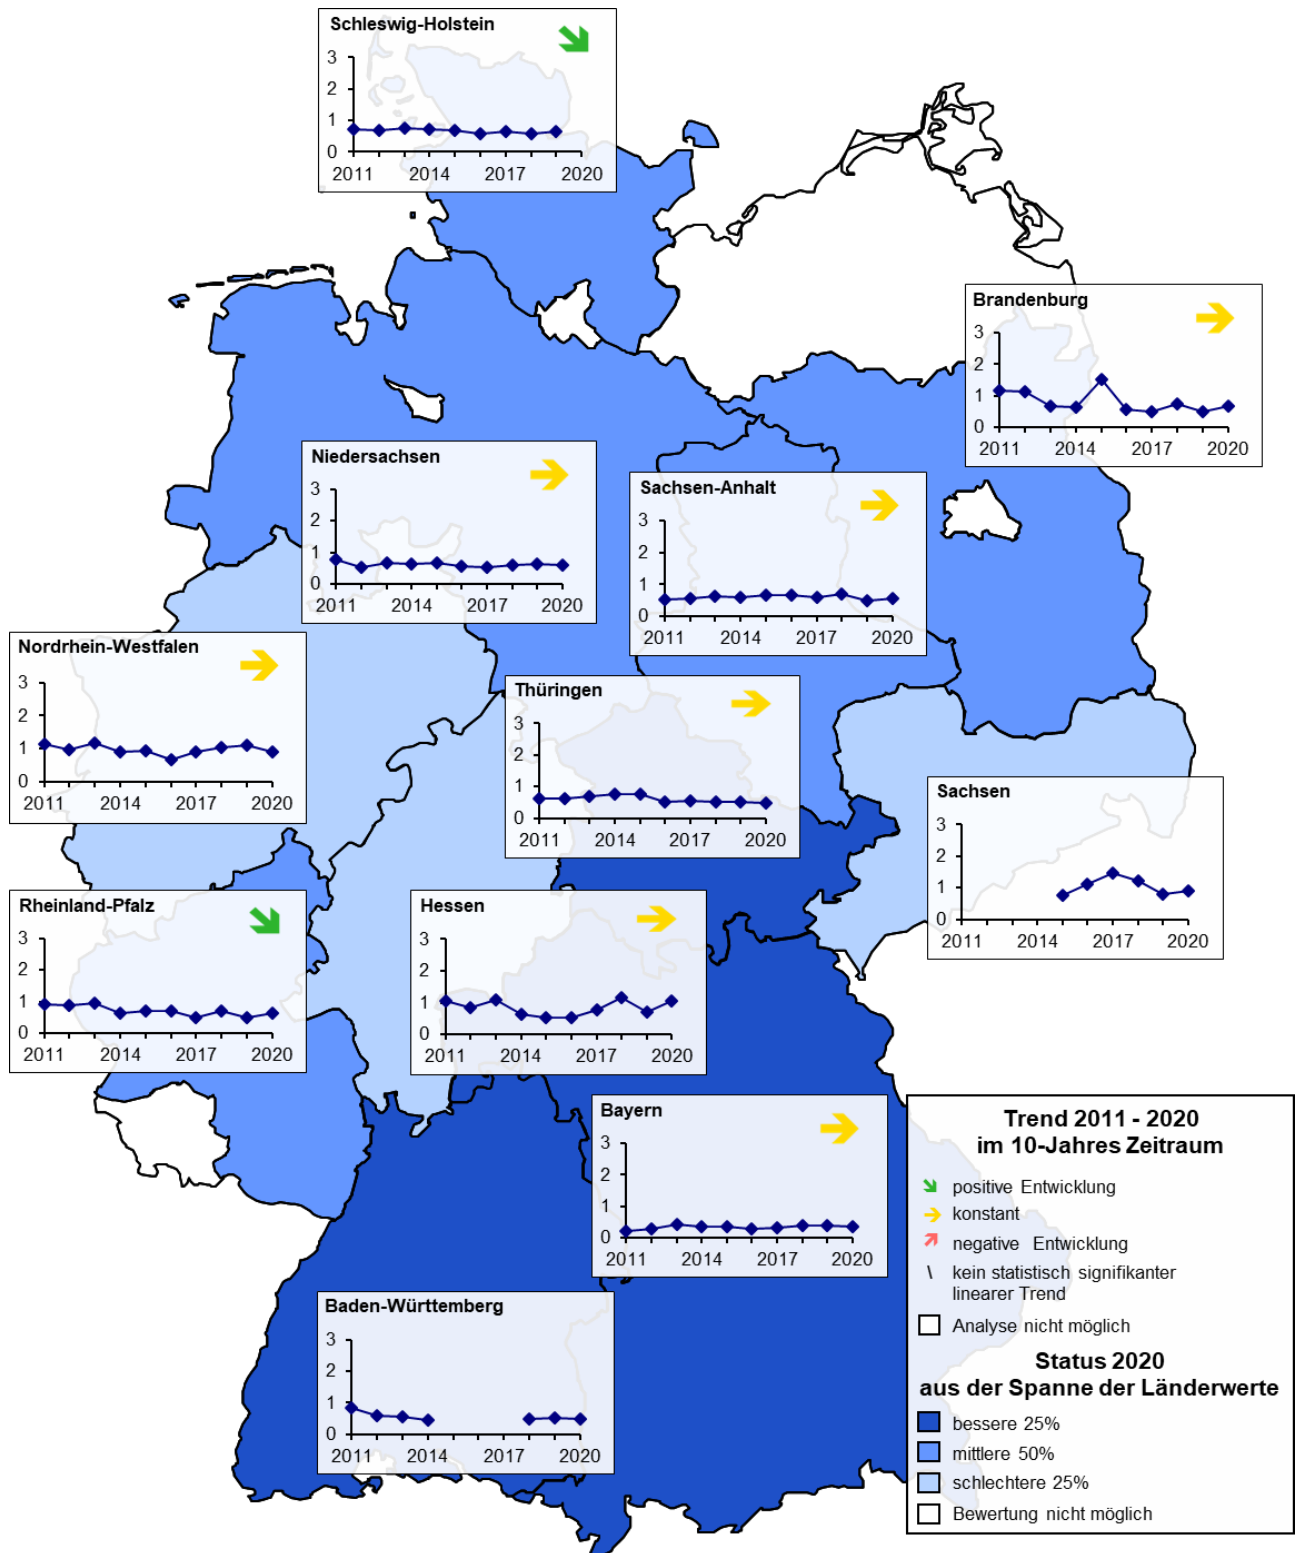 Schleswig-Holstein
3
2
1
0
2011 2014 2017 2020
Brandenburg
3
2
1
0
2011 2014 2017 2020
Niedersachsen
3
2
1
0
2011 2014 2017 2020
Sachsen-Anhalt
3
2
1
0
2011 2014 2017 2020
Nordrhein-Westfalen
3
2
1
0
2011 2014 2017 2020
Thüringen
3
2
1
0
2011 2014 2017 2020
Sachsen
3
2
1
0
2011 2014 2017 2020
Rheinland-Pfalz
3
2
1
0
2011 2014 2017 2020
Hessen
3
2
1
0
2011 2014 2017 2020
Bayern
3
2
1
0
2011 2014 2017 2020
Baden-Württemberg
3
2
1
0
2011 2014 2017 2020
Trend 2011 - 2020
im 10-Jahres Zeitraum
positive Entwicklung
konstant
negative Entwicklung
\ kein statistisch signifikanter
linearer Trend
Analyse nicht möglich
Status 2020
aus der Spanne der Länderwerte
bessere 25%
mittlere 50%
schlechtere 25%
Bewertung nicht möglich